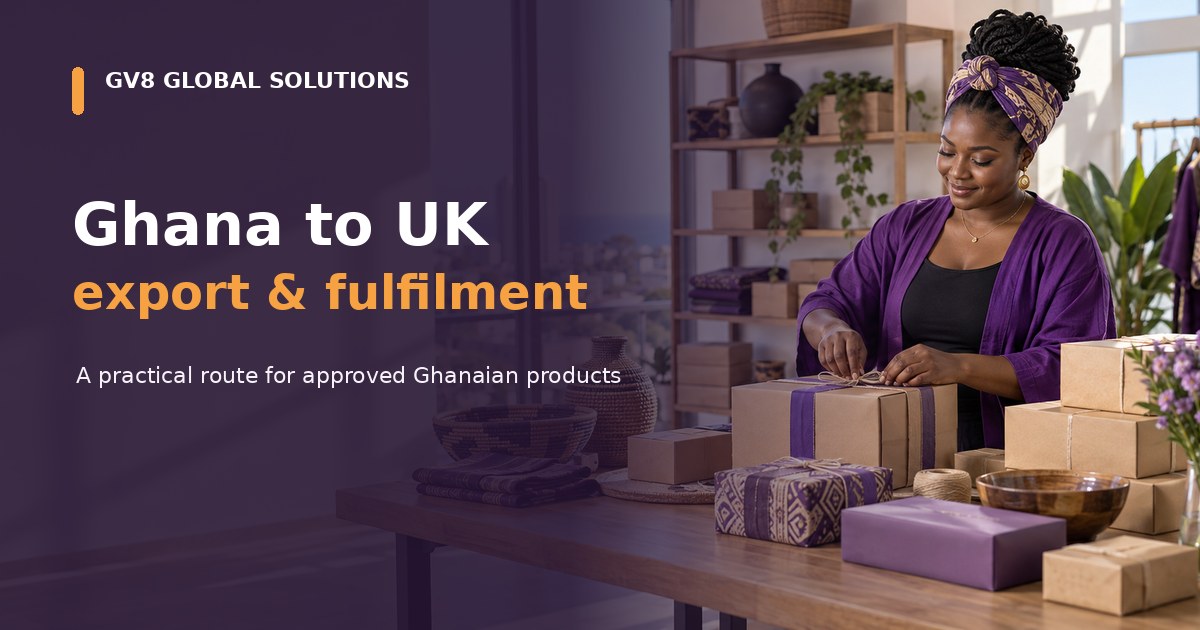 GV8 GLOBAL SOLUTIONS
Ghana to UK
export & fulfilment
A practical route for approved Ghanaian products